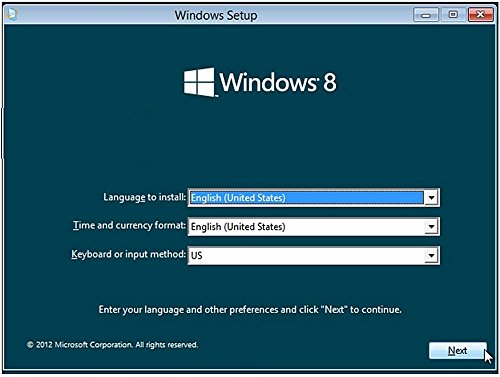 Windows Setup
Windows 8
Language to install: English (United States)
Time and currency format: English (United States)
Keyboard or input method: US
Enter your language and other preferences and click "Next" to continue.
© 2012 Microsoft Corporation. All rights reserved.
Next